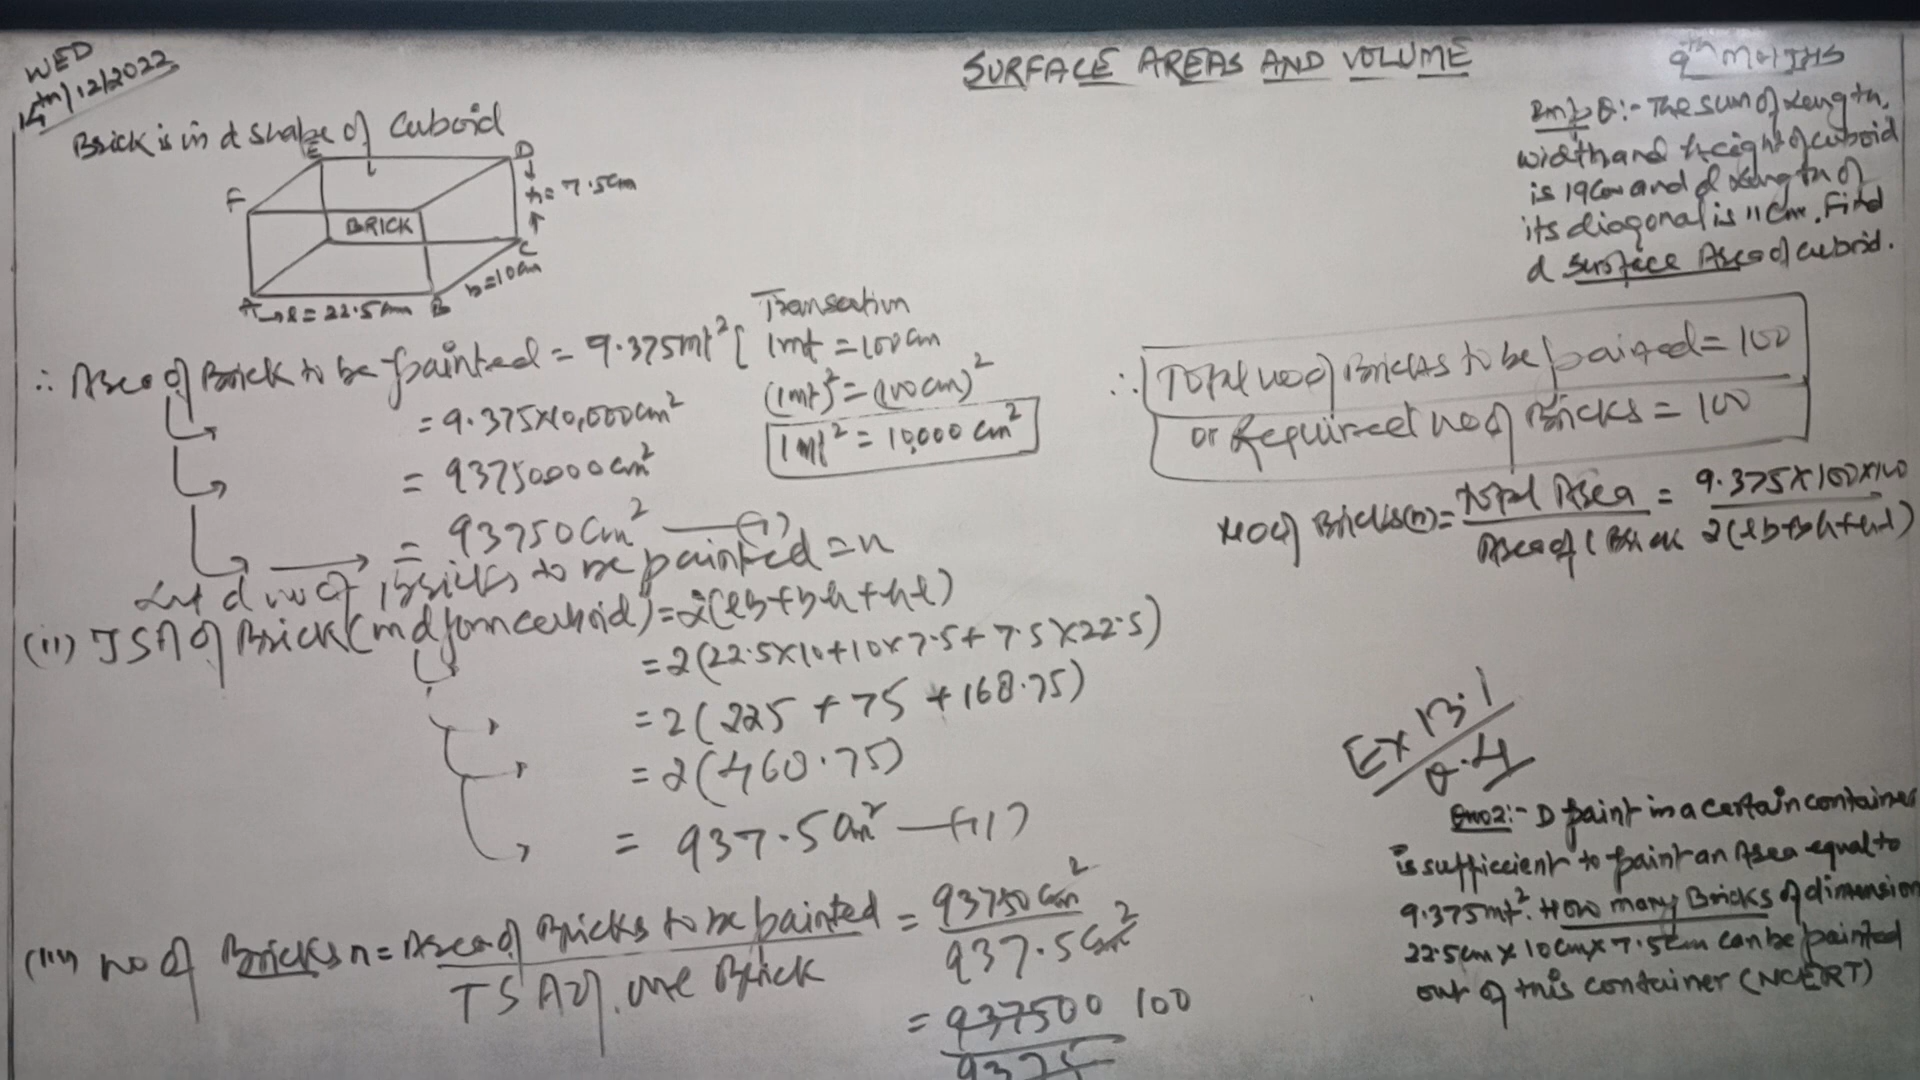 WED
14th/12/2022
SURFACE AREAS AND VOLUME
9th MATHS
Brick is in d shape of Cuboid
E
D
F
h = 7.5cm
BRICK
C
b=10cm
A → l = 22.5cm B
Q:- The sum of length,
width and height of cuboid
is 19cm and d length of
its diagonal is 11cm. Find
d Surface Area of cuboid.
∴ Area of Brick to be painted = 9.375mt² [
= 9.375×10,000cm²
= 93750000cm²
= 93750cm² —(1)
1mt = 100cm
(1mt)² = (100cm)²
1mt² = 10,000 cm²
∴ Total no of Bricks to be painted = 100
or Required no of Bricks = 100
no of Bricks(n) = Total Area / Area of 1 Brick = 9.375×100×100 / 2(lb+bh+hl)
Let d no of bricks to be painted = n
(ii) TSA of Brick (in d form cuboid) = 2(lb+bh+hl)
= 2(22.5×10+10×7.5+7.5×22.5)
= 2(225 + 75 + 168.75)
= 2(468.75)
= 937.5cm² —(11)
(iii) no of Bricks n = Area of Bricks to be painted / TSA of one Brick = 93750cm² / 937.5cm²
= 937500 / 9375 100
Ex 13.1
Q.4
D paint in a certain container
is sufficcient to paint an Area equal to
9.375mt². How many Bricks of dimension
22.5cm × 10cm × 7.5cm can be painted
out of this container (NCERT)